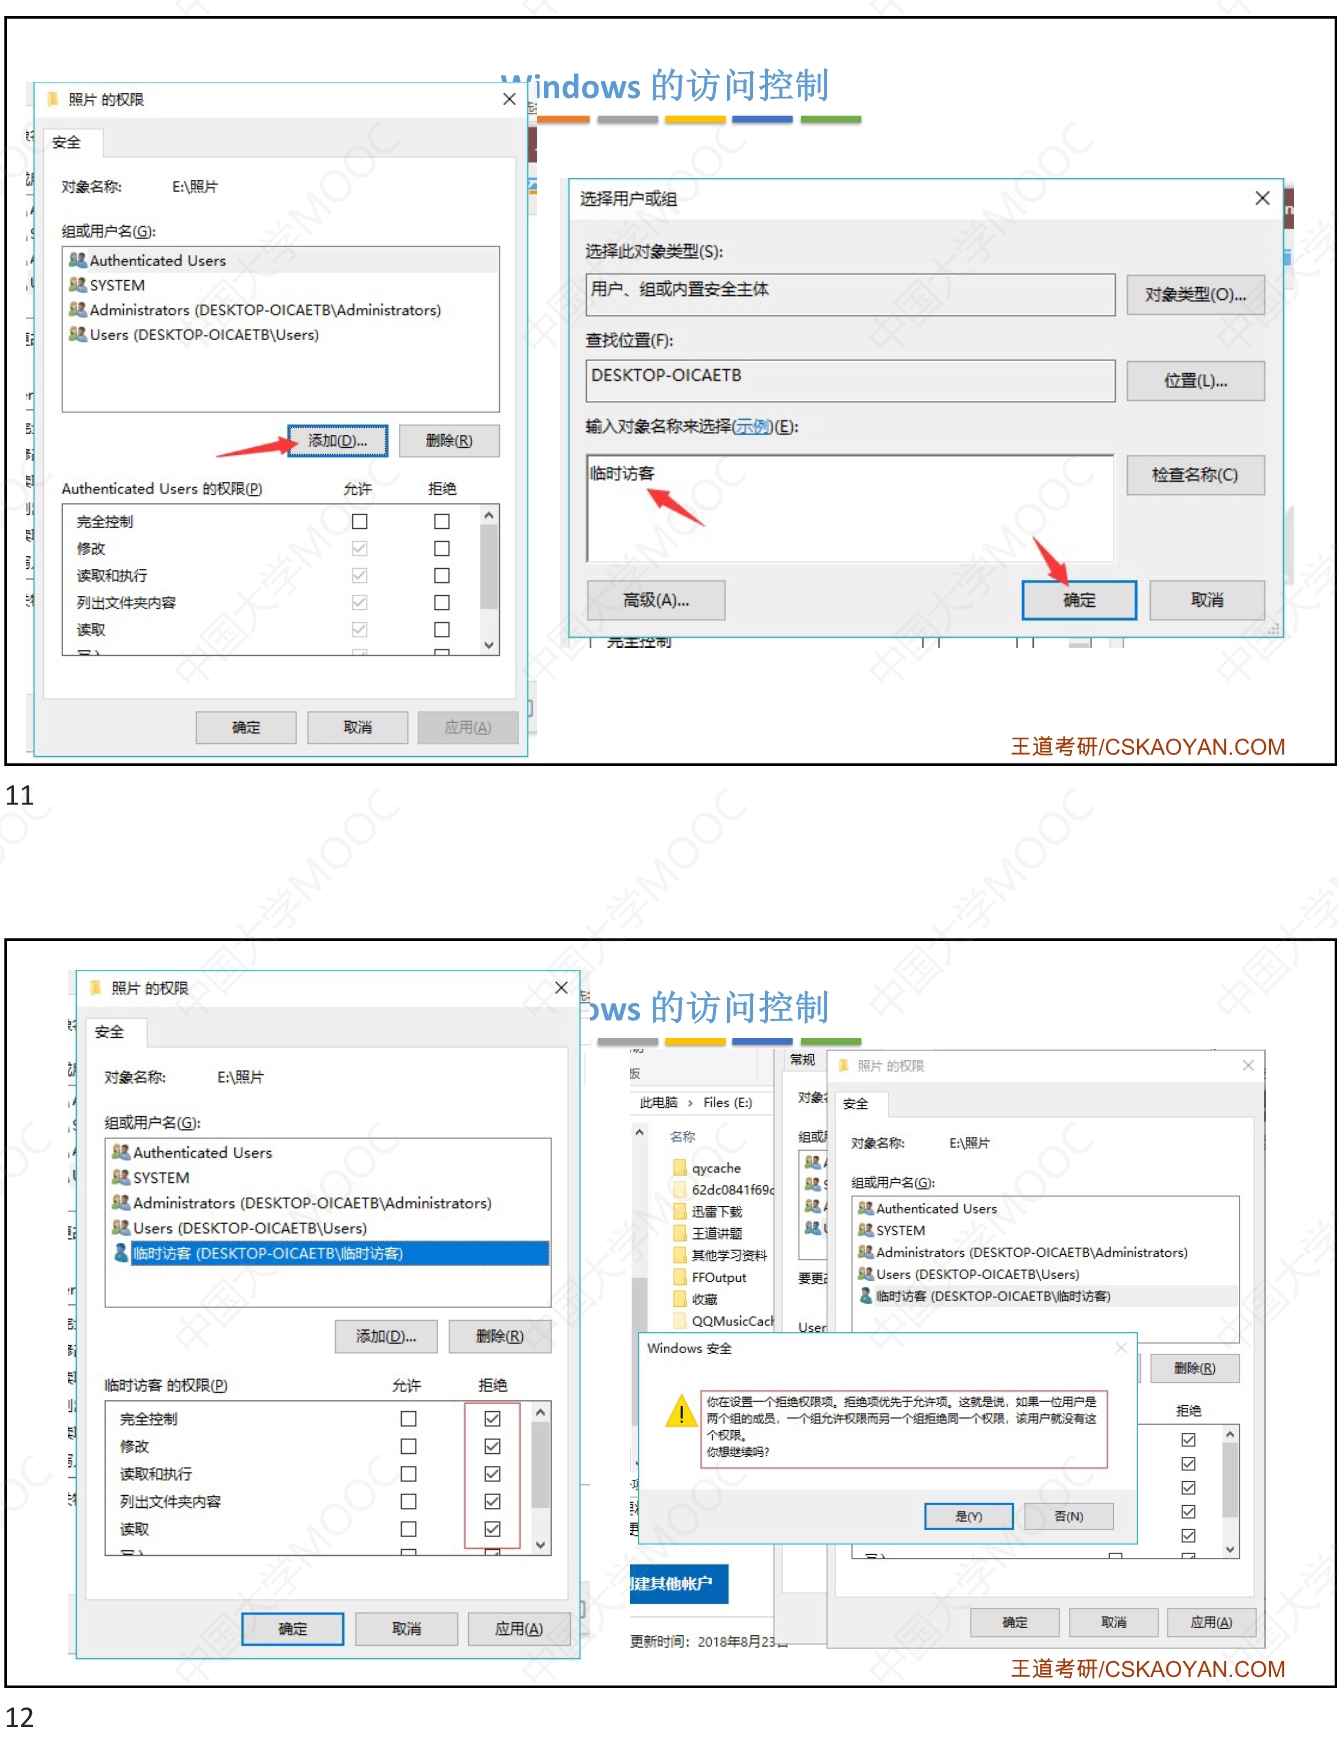 Windows 的访问控制
照片 的权限
安全
对象名称: E:\照片
组或用户名(G):
Authenticated Users
SYSTEM
Administrators (DESKTOP-OICAETB\Administrators)
Users (DESKTOP-OICAETB\Users)
添加(D)... 删除(R)
Authenticated Users 的权限(P) 允许 拒绝
完全控制
修改
读取和执行
列出文件夹内容
读取
确定 取消 应用(A)
选择用户或组
选择此对象类型(S):
用户、组或内置安全主体 对象类型(O)...
查找位置(F):
DESKTOP-OICAETB 位置(L)...
输入对象名称来选择(示例)(E):
临时访客 检查名称(C)
高级(A)... 确定 取消
完全控制
王道考研/CSKAOYAN.COM
11
ows 的访问控制
照片 的权限
安全
对象名称: E:\照片
组或用户名(G):
Authenticated Users
SYSTEM
Administrators (DESKTOP-OICAETB\Administrators)
Users (DESKTOP-OICAETB\Users)
临时访客 (DESKTOP-OICAETB\临时访客)
添加(D)... 删除(R)
临时访客 的权限(P) 允许 拒绝
完全控制
修改
读取和执行
列出文件夹内容
读取
确定 取消 应用(A)
此电脑 › Files (E:)
名称
qycache
62dc0841f69c
迅雷下载
王道讲题
其他学习资料
FFOutput
收藏
QQMusicCach
常规
对象
User
照片 的权限
安全
对象名称: E:\照片
组或用户名(G):
Authenticated Users
SYSTEM
Administrators (DESKTOP-OICAETB\Administrators)
Users (DESKTOP-OICAETB\Users)
临时访客 (DESKTOP-OICAETB\临时访客)
删除(R)
拒绝
Windows 安全
你在设置一个拒绝权限项。拒绝项优先于允许项。这就是说，如果一位用户是
两个组的成员，一个组允许权限而另一个组拒绝同一个权限，该用户就没有这
个权限。
你想继续吗?
是(Y) 否(N)
确定 取消 应用(A)
创建其他帐户
更新时间: 2018年8月23
王道考研/CSKAOYAN.COM
12
中国大学MOOC